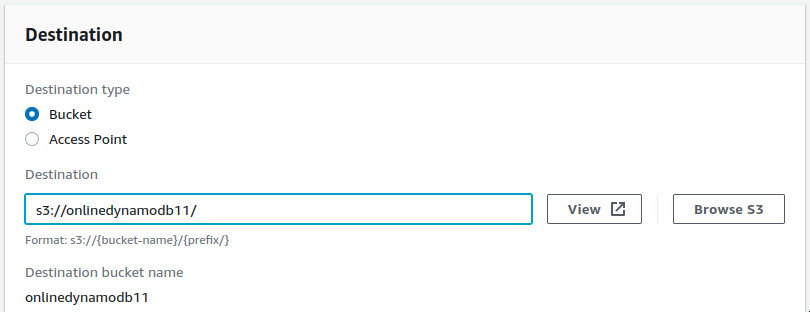 Destination
Destination type
Bucket
Access Point
Destination
s3://onlinedynamodb11/
View
Browse S3
Format: s3://{bucket-name}/{prefix/}
Destination bucket name
onlinedynamodb11